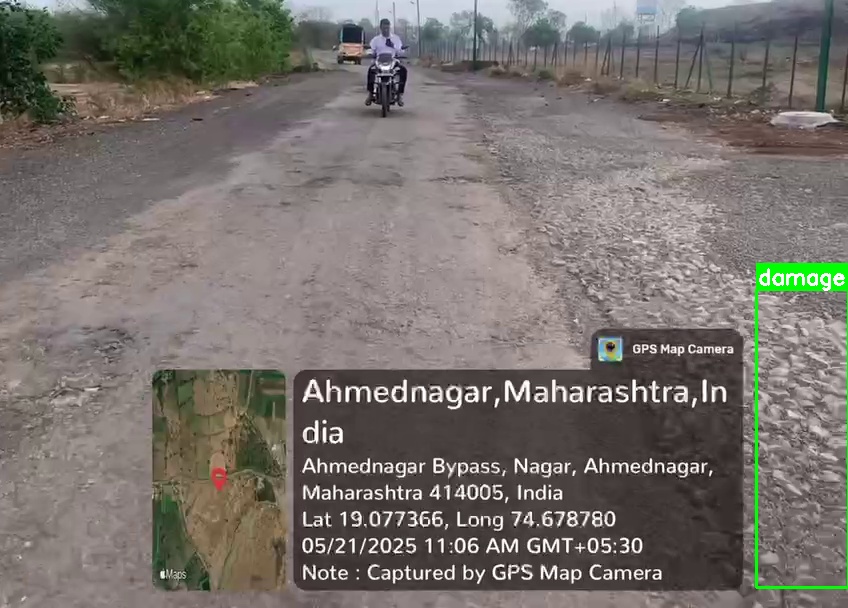 damage
GPS Map Camera
Ahmednagar,Maharashtra,In
dia
Ahmednagar Bypass, Nagar, Ahmednagar,
Maharashtra 414005, India
Lat 19.077366, Long 74.678780
05/21/2025 11:06 AM GMT+05:30
Note : Captured by GPS Map Camera
Maps